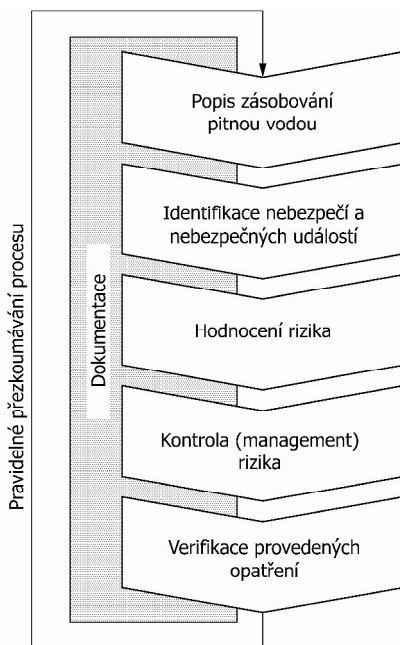 Pravidelné přezkoumávání procesu
Dokumentace
Popis zásobování
pitnou vodou
Identifikace nebezpečí a
nebezpečných událostí
Hodnocení rizika
Kontrola (management)
rizika
Verifikace provedených
opatření